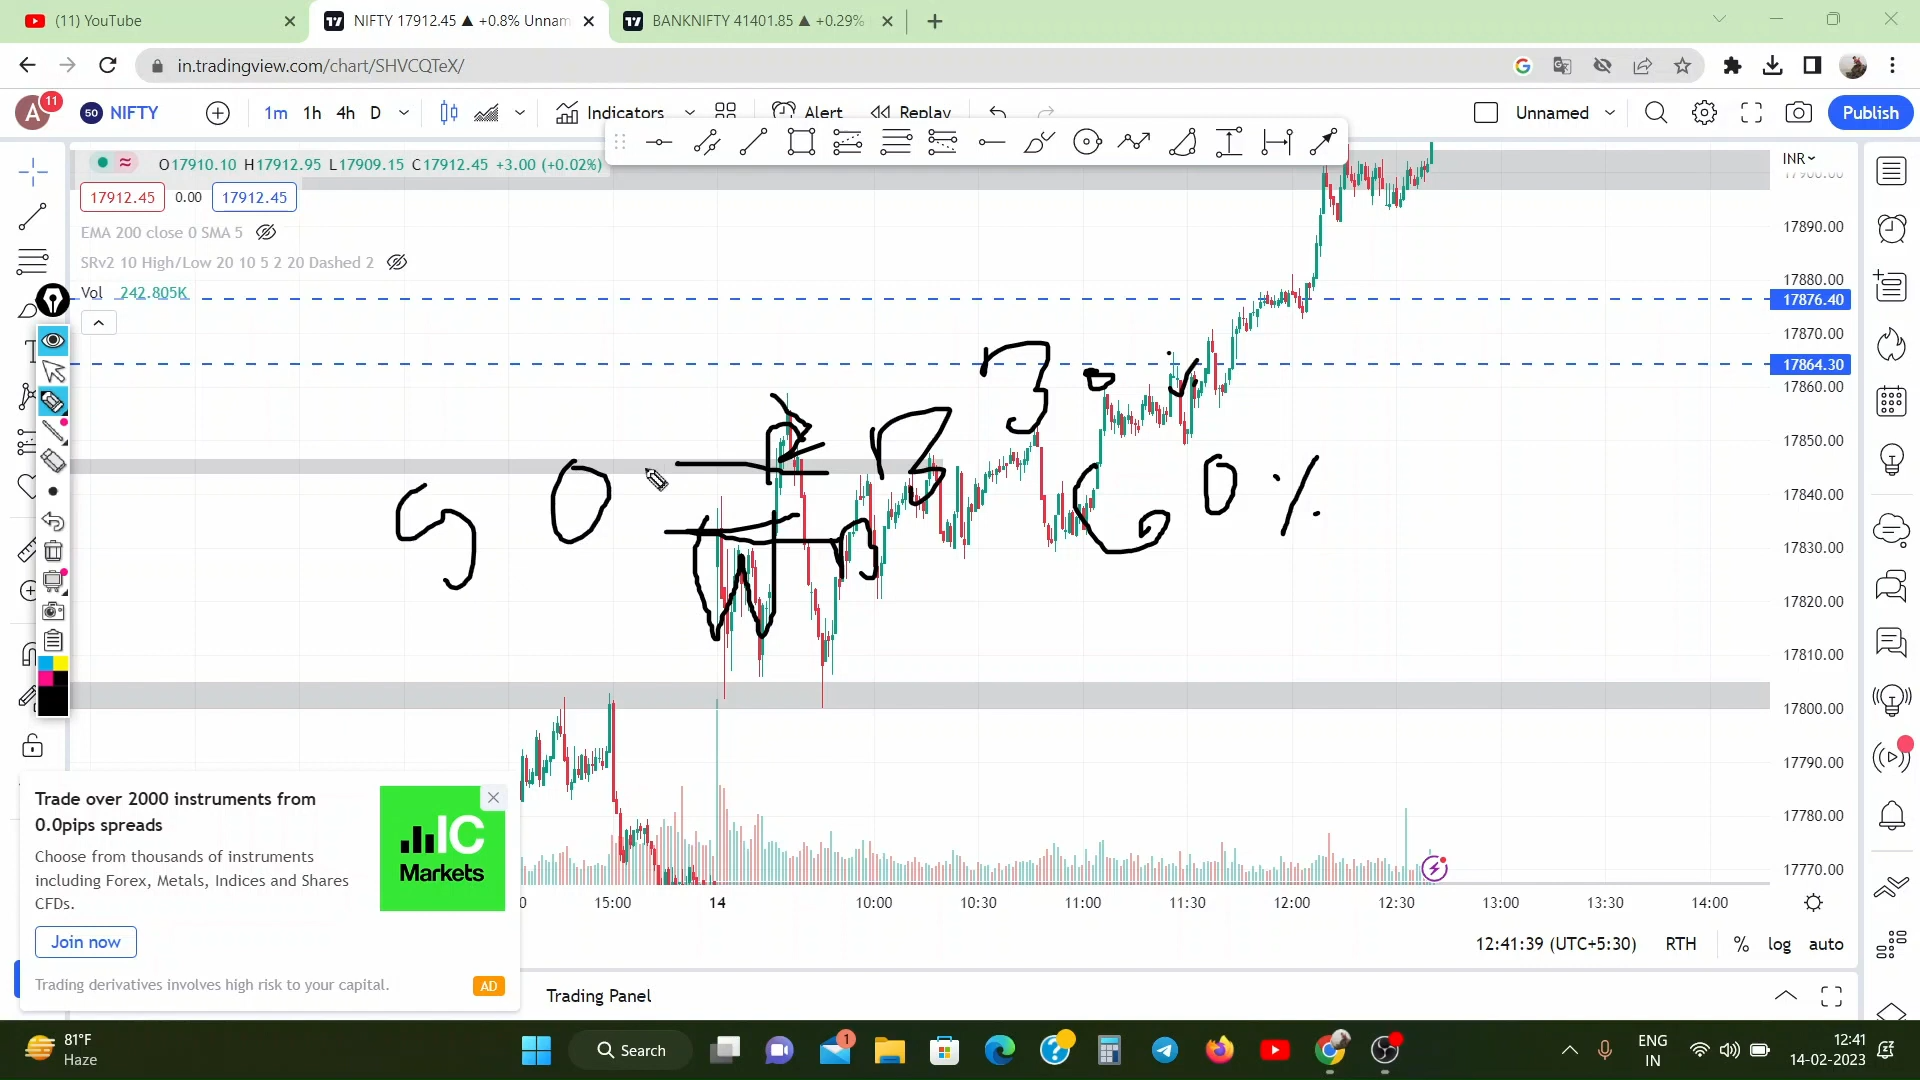 (11) YouTube
NIFTY 17912.45 ▲ +0.8% Unnam
BANKNIFTY 41401.85 ▲ +0.29%
in.tradingview.com/chart/SHVCQTeX/
A 11
50 NIFTY
1m 1h 4h D
Indicators
Alert
Replay
Unnamed
Publish
O17910.10 H17912.95 L17909.15 C17912.45 +3.00 (+0.02%)
INR
17912.45 0.00 17912.45
EMA 200 close 0 SMA 5
SRv2 10 High/Low 20 10 5 2 20 Dashed 2
Vol 242.805K
17890.00
17880.00
17876.40
17870.00
17864.30
17860.00
17850.00
17840.00
17830.00
17820.00
17810.00
17800.00
17790.00
17780.00
17770.00
50
60%
Trade over 2000 instruments from
0.0pips spreads
Choose from thousands of instruments
including Forex, Metals, Indices and Shares
CFDs.
IC
Markets
Join now
Trading derivatives involves high risk to your capital.
AD
15:00 14 10:00 10:30 11:00 11:30 12:00 12:30 13:00 13:30 14:00
12:41:39 (UTC+5:30) RTH % log auto
Trading Panel
81°F
Haze
Search
1
ENG
IN
12:41
14-02-2023